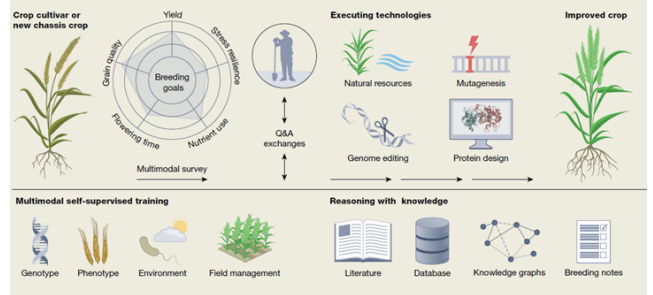 Crop cultivar or
new chassis crop
Yield
Stress resilience
Grain quality
Breeding
goals
Flowering time
Nutrient use
Multimodal survey
Q&A
exchanges
Executing technologies
Natural resources
Mutagenesis
Genome editing
Protein design
Improved crop
Multimodal self-supervised training
Genotype
Phenotype
Environment
Field management
Reasoning with knowledge
Literature
Database
Knowledge graphs
Breeding notes